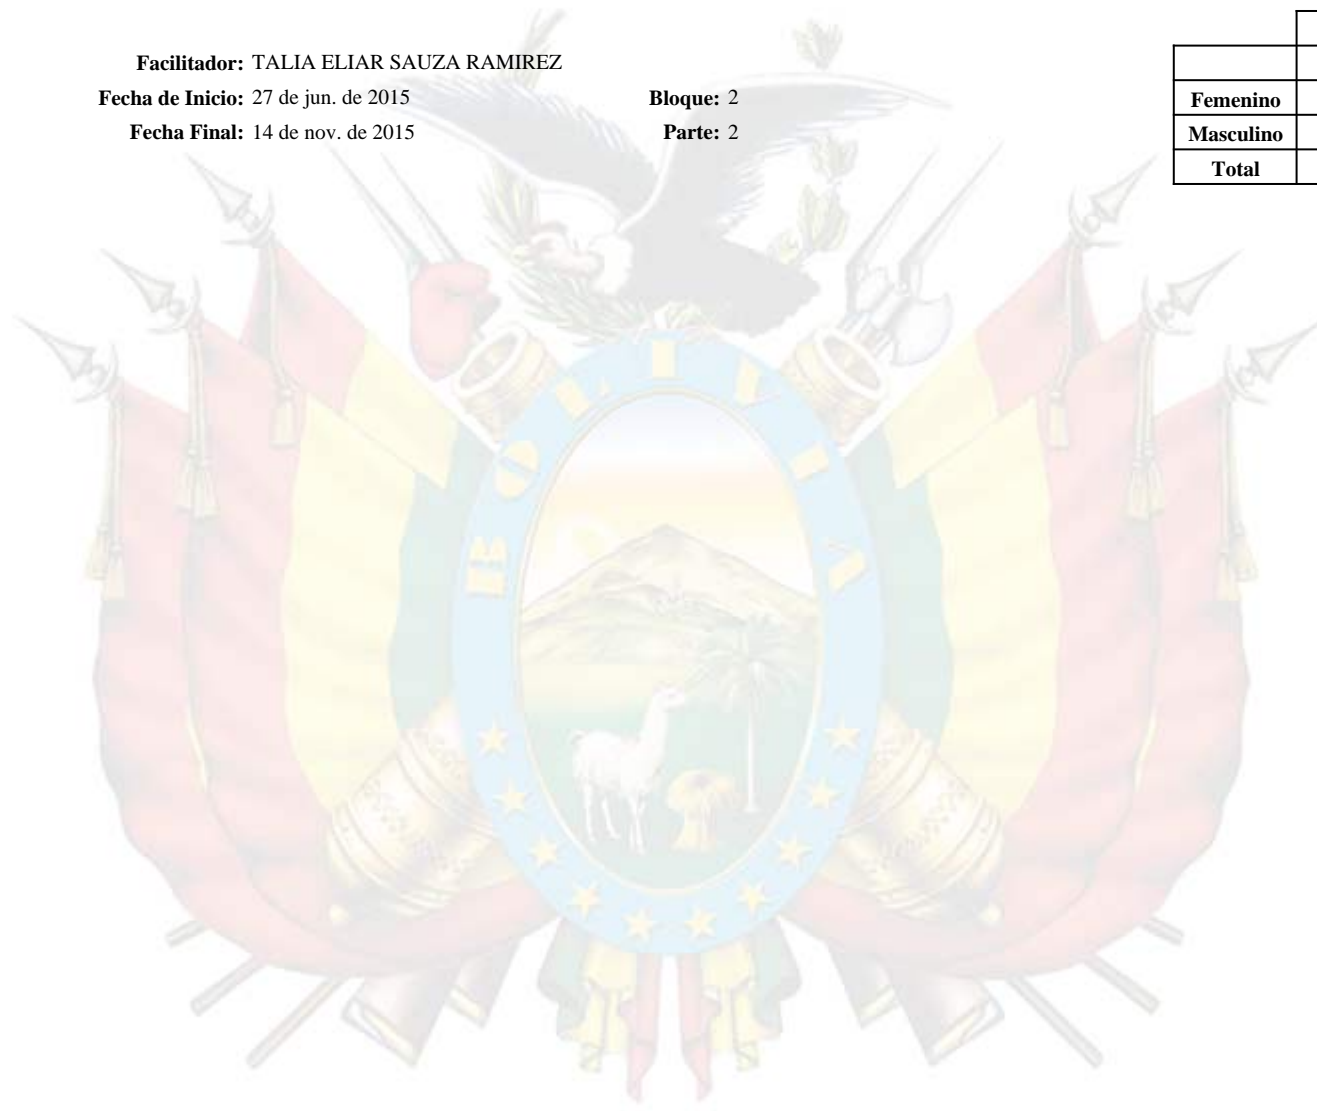 Facilitador: TALIA ELIAR SAUZA RAMIREZ
Fecha de Inicio: 27 de jun. de 2015 Bloque: 2
Fecha Final: 14 de nov. de 2015 Parte: 2
Femenino
Masculino
Total
BOLIVIA